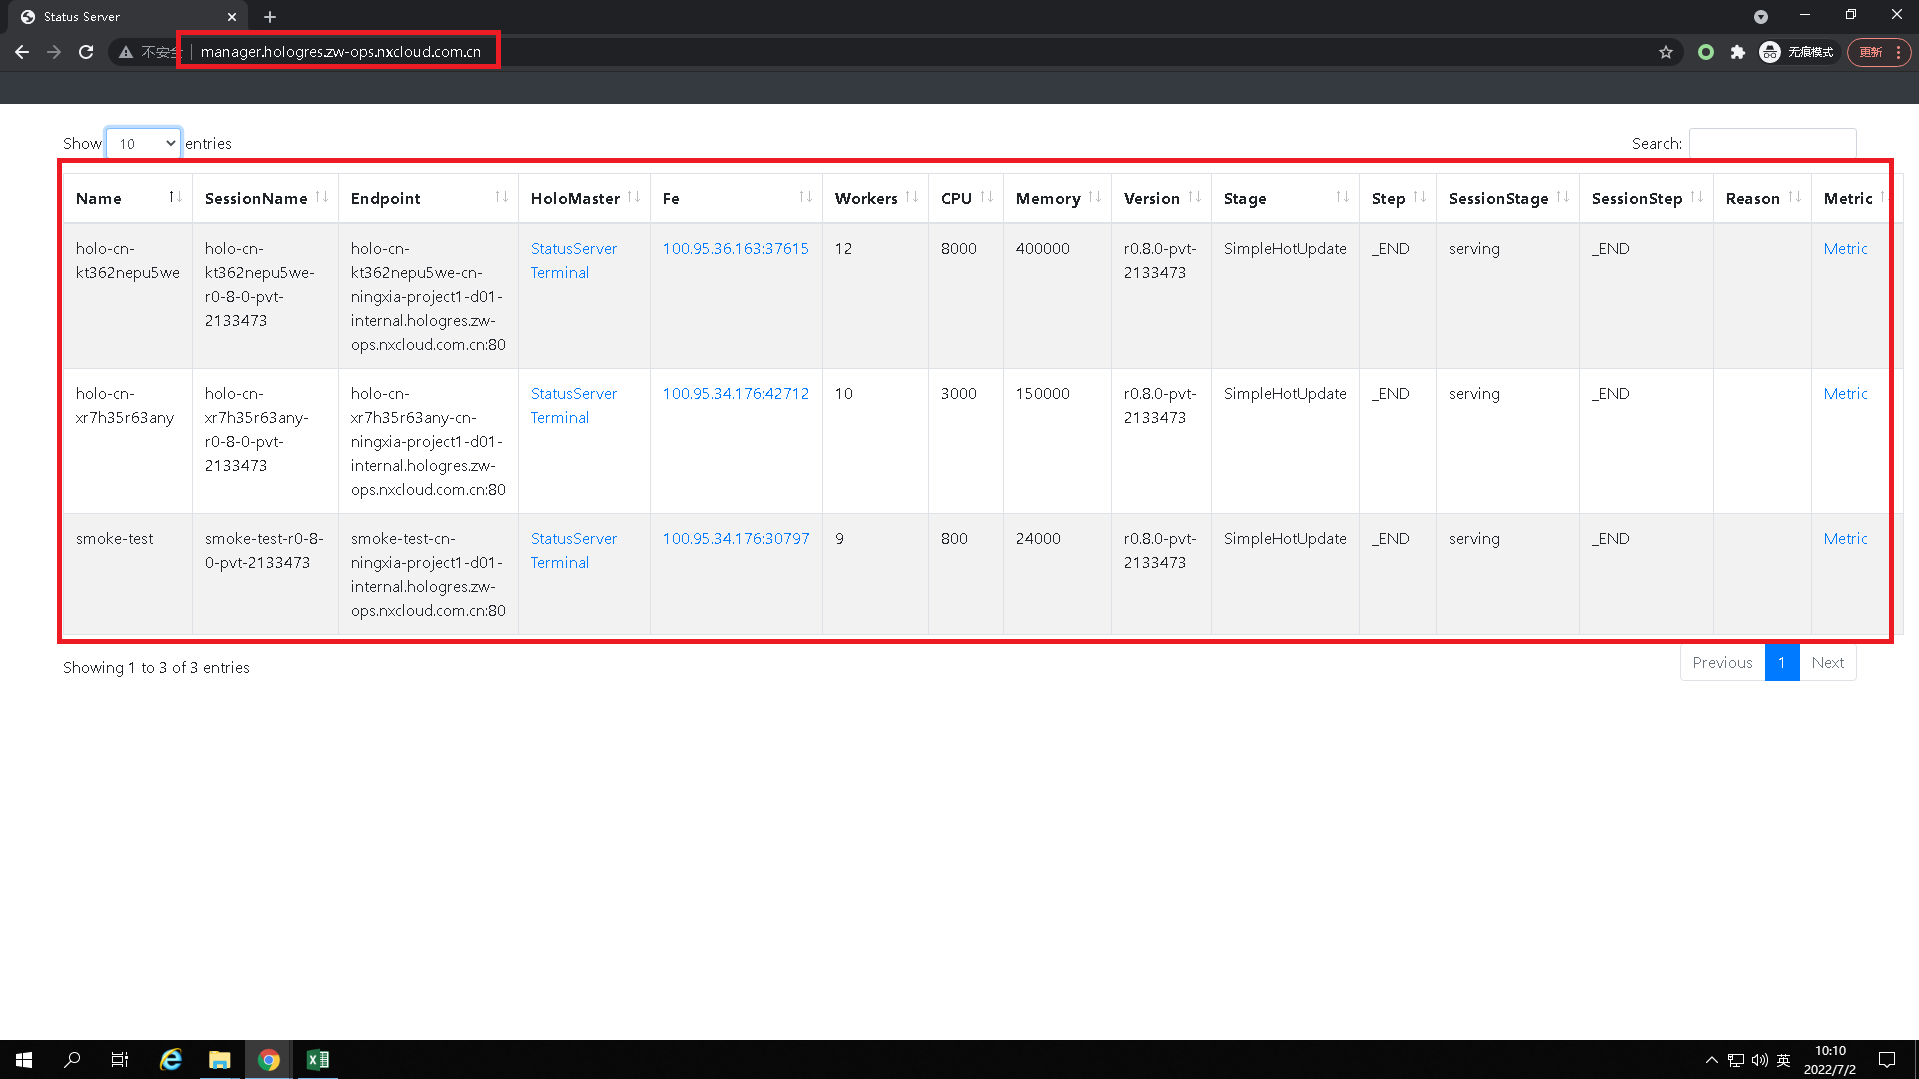 Status Server
不安全 manager.hologres.zw-ops.nxcloud.com.cn 无痕模式 更新
Show 10 entries Search:
Name SessionName Endpoint HoloMaster Fe Workers CPU Memory Version Stage Step SessionStage SessionStep Reason Metric
holo-cn- holo-cn- holo-cn- StatusServer 100.95.36.163:37615 12 8000 400000 r0.8.0-pvt- SimpleHotUpdate _END serving _END Metric
kt362nepu5we kt362nepu5we- kt362nepu5we-cn- Terminal 2133473
r0-8-0-pvt- ningxia-project1-d01-
2133473 internal.hologres.zw-
ops.nxcloud.com.cn:80
holo-cn- holo-cn- holo-cn- StatusServer 100.95.34.176:42712 10 3000 150000 r0.8.0-pvt- SimpleHotUpdate _END serving _END Metric
xr7h35r63any xr7h35r63any- xr7h35r63any-cn- Terminal 2133473
r0-8-0-pvt- ningxia-project1-d01-
2133473 internal.hologres.zw-
ops.nxcloud.com.cn:80
smoke-test smoke-test-r0-8- smoke-test-cn- StatusServer 100.95.34.176:30797 9 800 24000 r0.8.0-pvt- SimpleHotUpdate _END serving _END Metric
0-pvt-2133473 ningxia-project1-d01- Terminal 2133473
internal.hologres.zw-
ops.nxcloud.com.cn:80
Showing 1 to 3 of 3 entries Previous 1 Next
英 10:10
2022/7/2